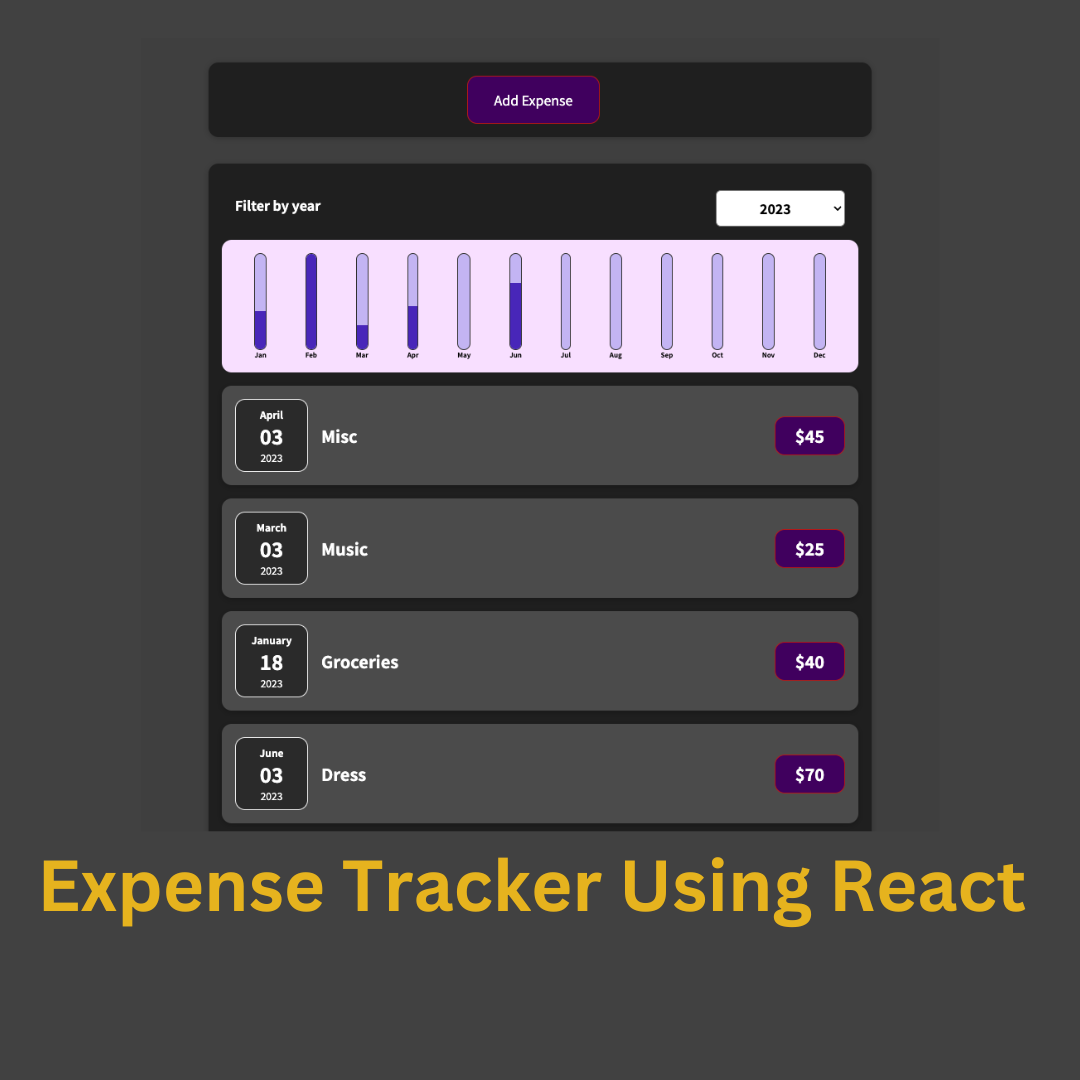 Add Expense
Filter by year
2023
Jan Feb Mar Apr May Jun Jul Aug Sep Oct Nov Dec
April
03
2023
Misc
$45
March
03
2023
Music
$25
January
18
2023
Groceries
$40
June
03
2023
Dress
$70
Expense Tracker Using React